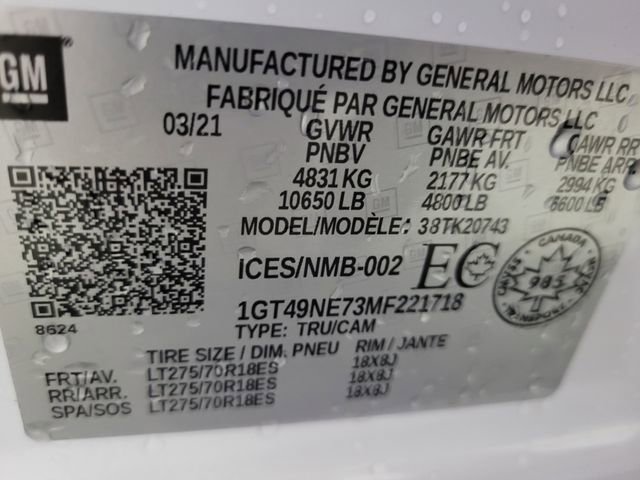 GM
MANUFACTURED BY GENERAL MOTORS LLC
FABRIQUÉ PAR GENERAL MOTORS LLC
03/21 GVWR GAWR FRT GAWR RR
PNBV PNBE AV. PNBE ARR
4831 KG 2177 KG 2994 KG
10650 LB 4800 LB 6600 LB
MODEL/MODÈLE: 38TK20743
ICES/NMB-002 EC
CANADA
985
1GT49NE73MF221718
8624
TYPE: TRU/CAM
TIRE SIZE / DIM. PNEU RIM / JANTE
FRT/AV. LT275/70R18ES 18X8J
RR/ARR. LT275/70R18ES 18X8J
SPA/SOS LT275/70R18ES 18X8J